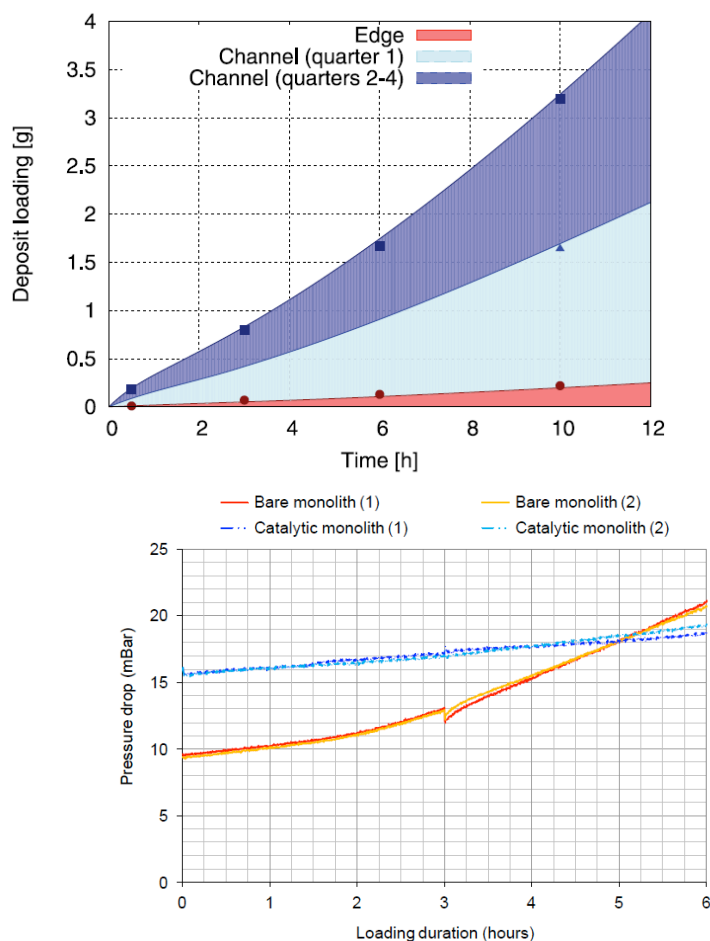 4
3.5
3
2.5
2
1.5
1
0.5
0
Deposit loading [g]
Edge
Channel (quarter 1)
Channel (quarters 2-4)
0 2 4 6 8 10 12
Time [h]
Bare monolith (1) Bare monolith (2)
Catalytic monolith (1) Catalytic monolith (2)
25
20
15
10
5
0
Pressure drop (mBar)
0 1 2 3 4 5 6
Loading duration (hours)